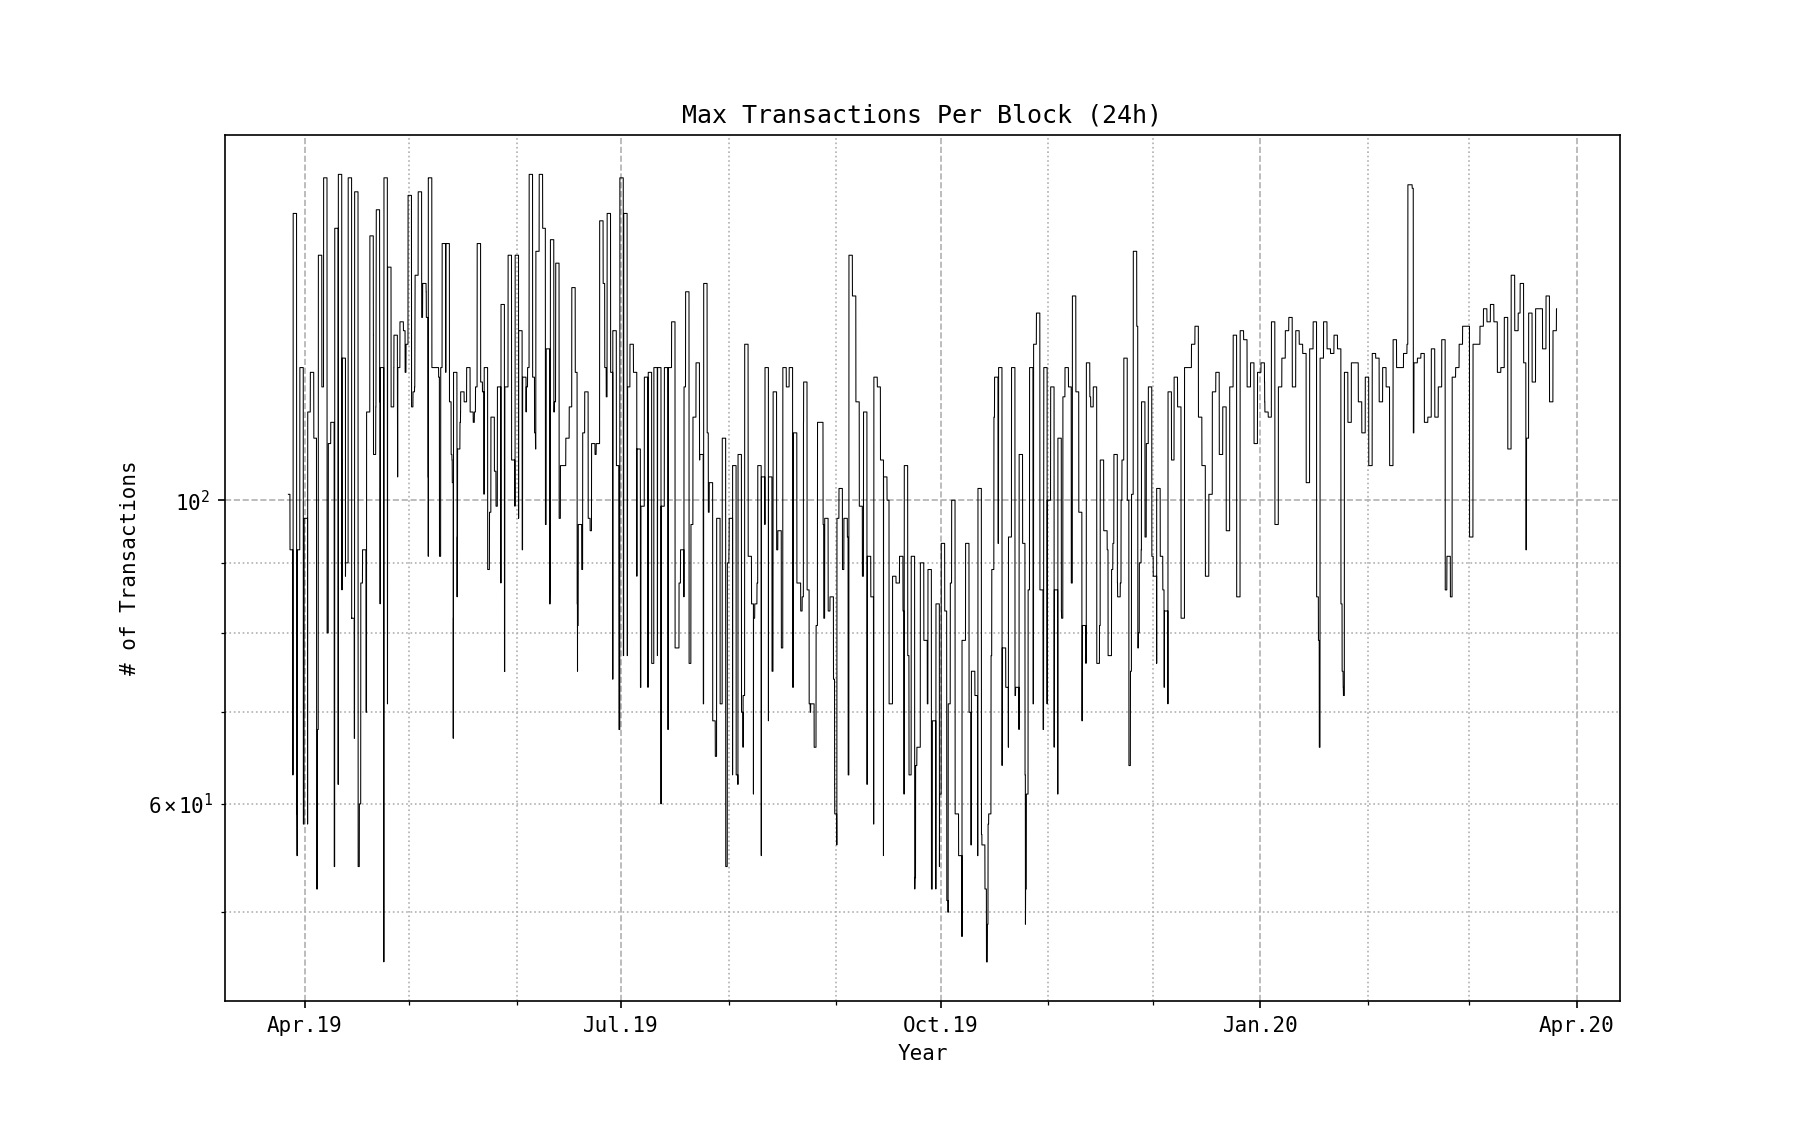 Max Transactions Per Block (24h)
# of Transactions
10²
6×10¹
Apr.19 Jul.19 Oct.19 Jan.20 Apr.20
Year